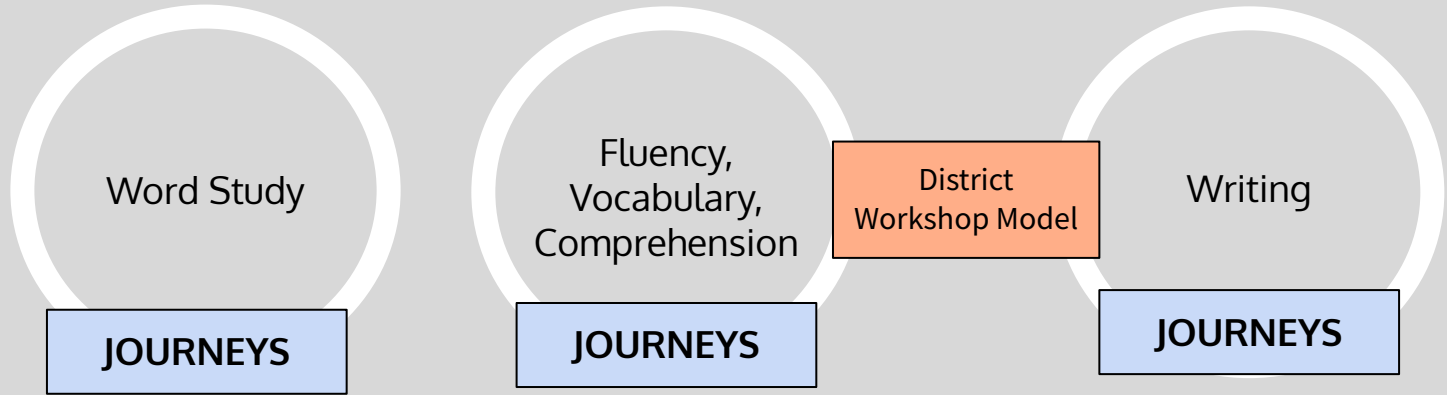 Word Study
JOURNEYS
Fluency,
Vocabulary,
Comprehension
JOURNEYS
District
Workshop Model
Writing
JOURNEYS